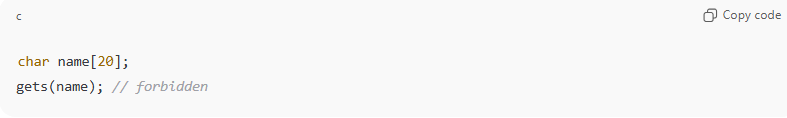 c
Copy code
char name[20];
gets(name); // forbidden